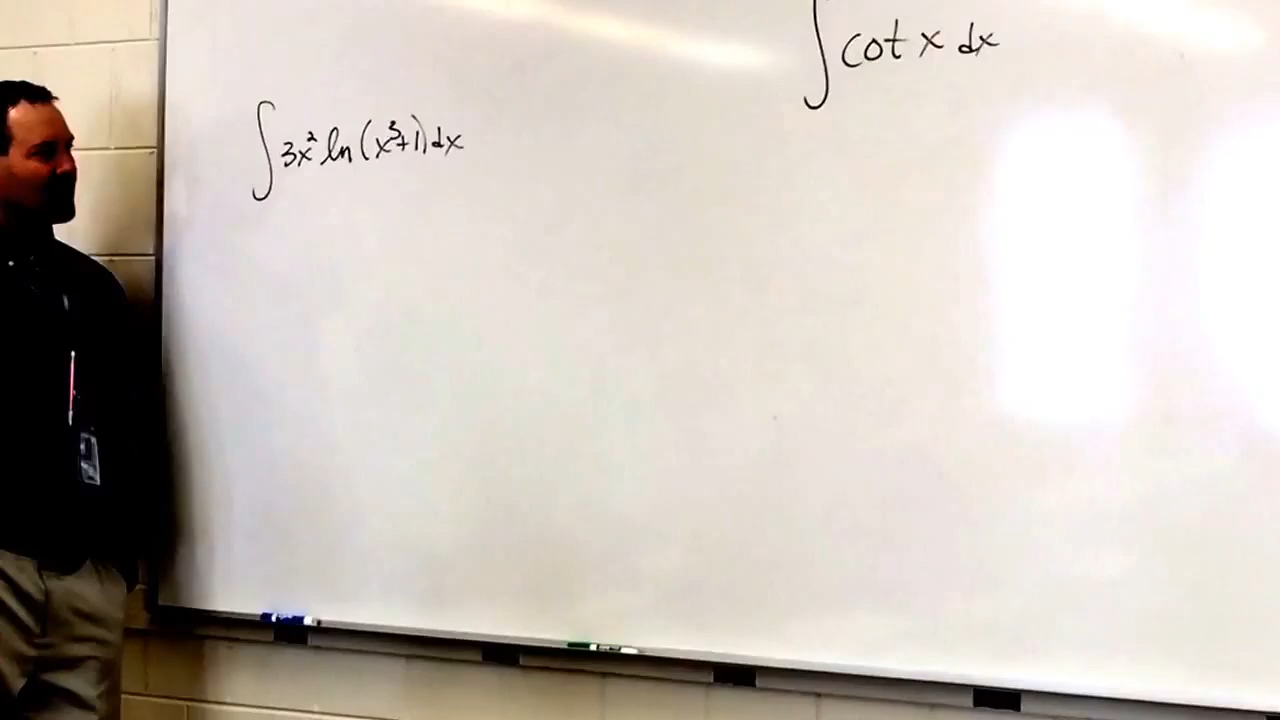 ∫ cot x dx
∫ 3x² ln (x³+1) dx